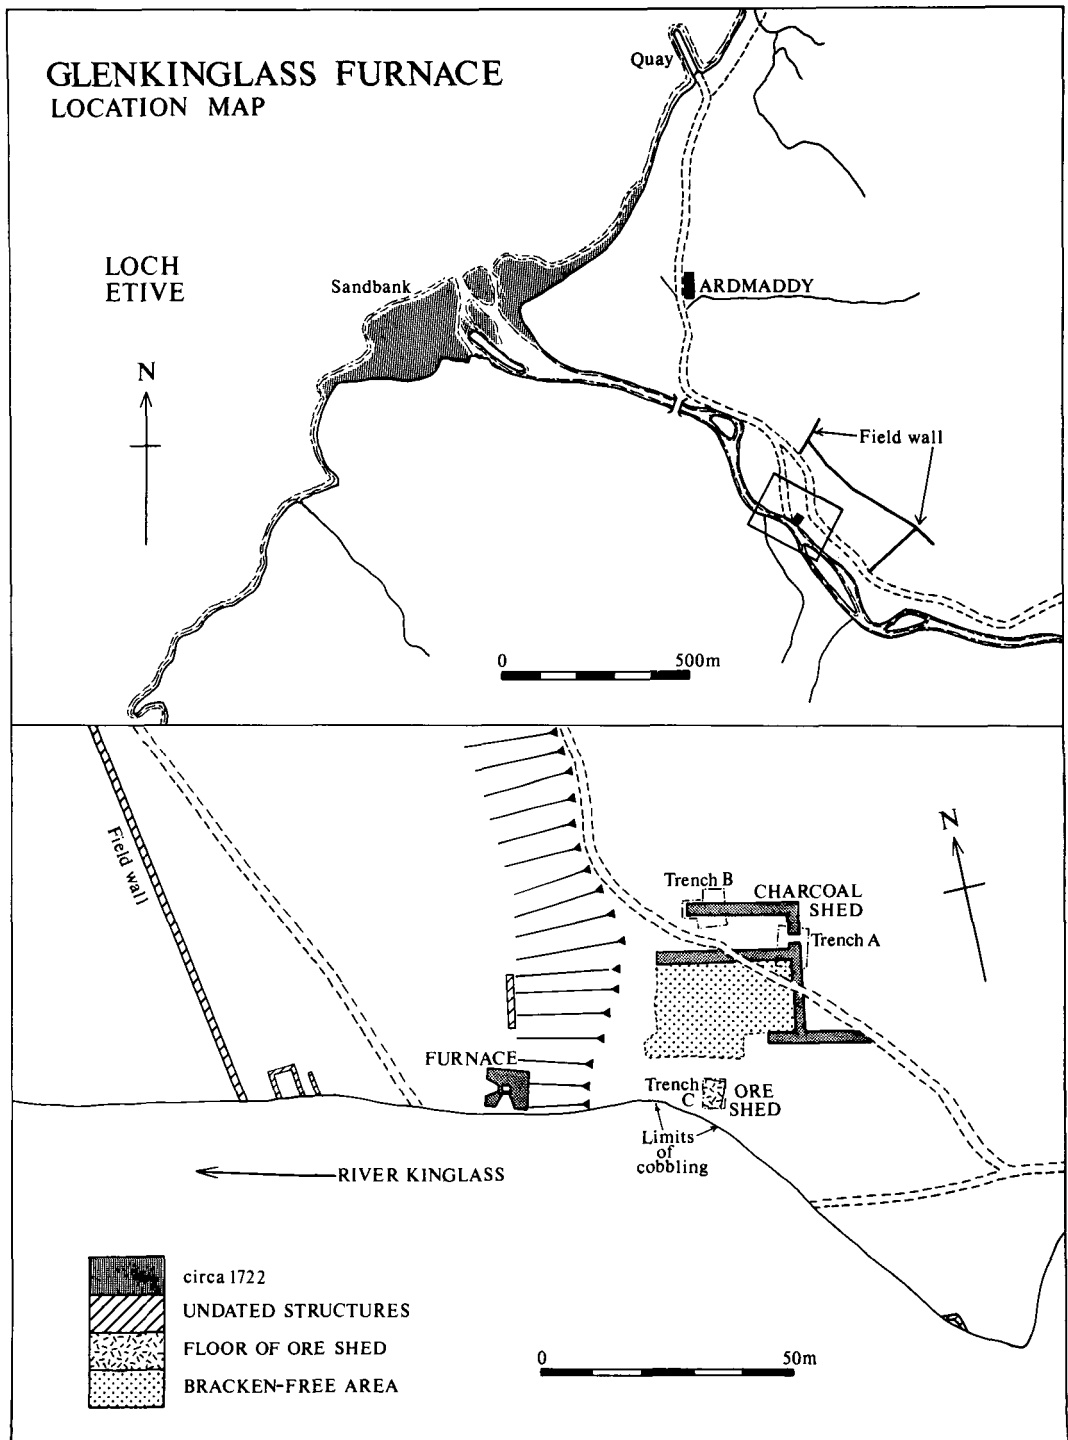 GLENKINGLASS FURNACE
LOCATION MAP
Quay
LOCH
ETIVE
Sandbank
ARDMADDY
N
Field wall
0 500m
Field wall
N
Trench B
CHARCOAL
SHED
Trench A
FURNACE
Trench
C
ORE
SHED
Limits
of
cobbling
RIVER KINGLASS
circa 1722
UNDATED STRUCTURES
FLOOR OF ORE SHED
BRACKEN-FREE AREA
0 50m